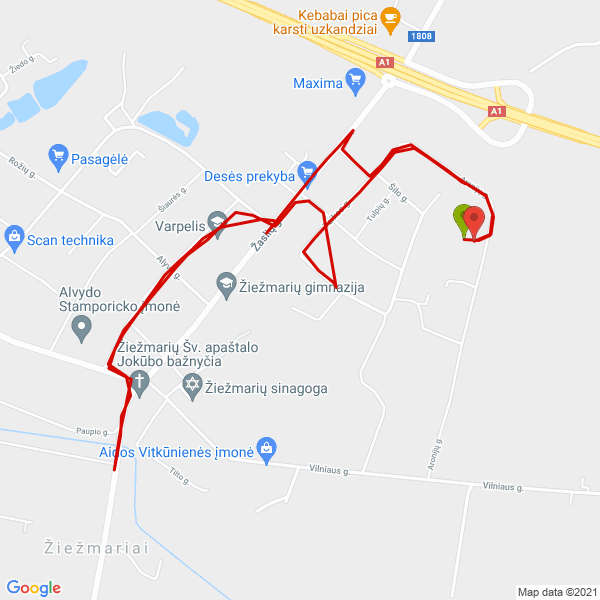 Kebabai pica
karsti uzkandziai
1808
A1
Maxima
A1
Žiedo g.
Pasagėlė
Rožių g.
Desės prekyba
Šiaurės g.
Šilo g.
Tulpių g.
Varpelis
Scan technika
Žaslių g.
Alyvų g.
Žiežmarių gimnazija
Alvydo
Stamporicko įmonė
Žiežmarių Šv. apaštalo
Jokūbo bažnyčia
Žiežmarių sinagoga
Paupio g.
Aidos Vitkūnienės įmonė
Tilto g.
Vilniaus g.
Aronijų g.
Vilniaus g.
Žiežmariai
Google
Map data ©2021